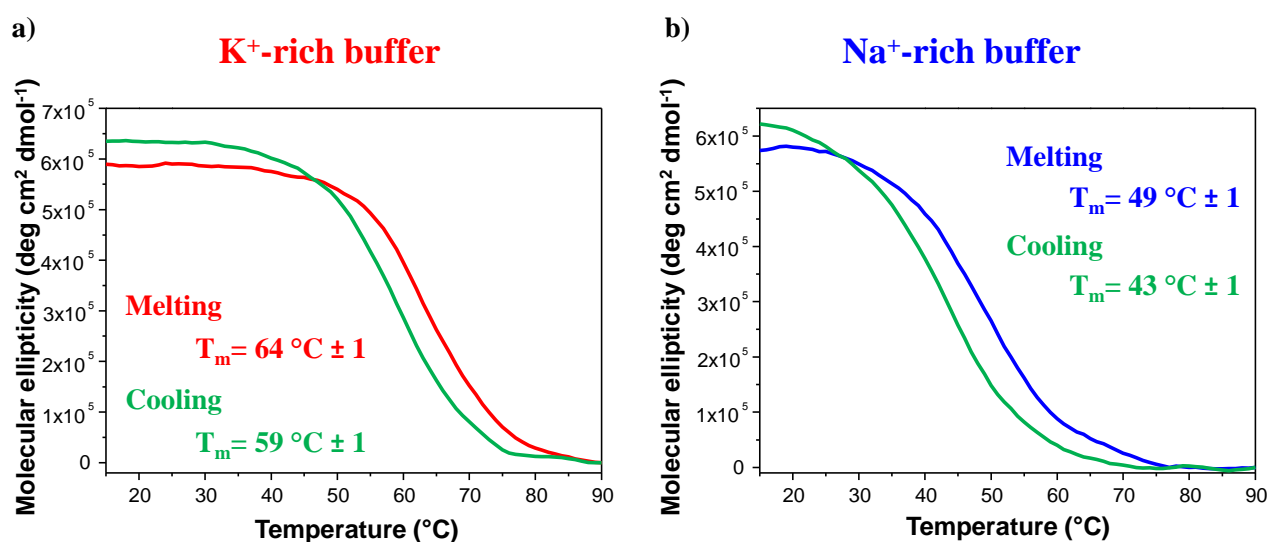 a)
K⁺-rich buffer
Molecular ellipticity (deg cm² dmol⁻¹)
7x10⁵
6x10⁵
5x10⁵
4x10⁵
3x10⁵
2x10⁵
1x10⁵
0
Melting
Tₘ= 64 °C ± 1
Cooling
Tₘ= 59 °C ± 1
20 30 40 50 60 70 80 90
Temperature (°C)
b)
Na⁺-rich buffer
Molecular ellipticity (deg cm² dmol⁻¹)
6x10⁵
5x10⁵
4x10⁵
3x10⁵
2x10⁵
1x10⁵
0
Melting
Tₘ= 49 °C ± 1
Cooling
Tₘ= 43 °C ± 1
20 30 40 50 60 70 80 90
Temperature (°C)